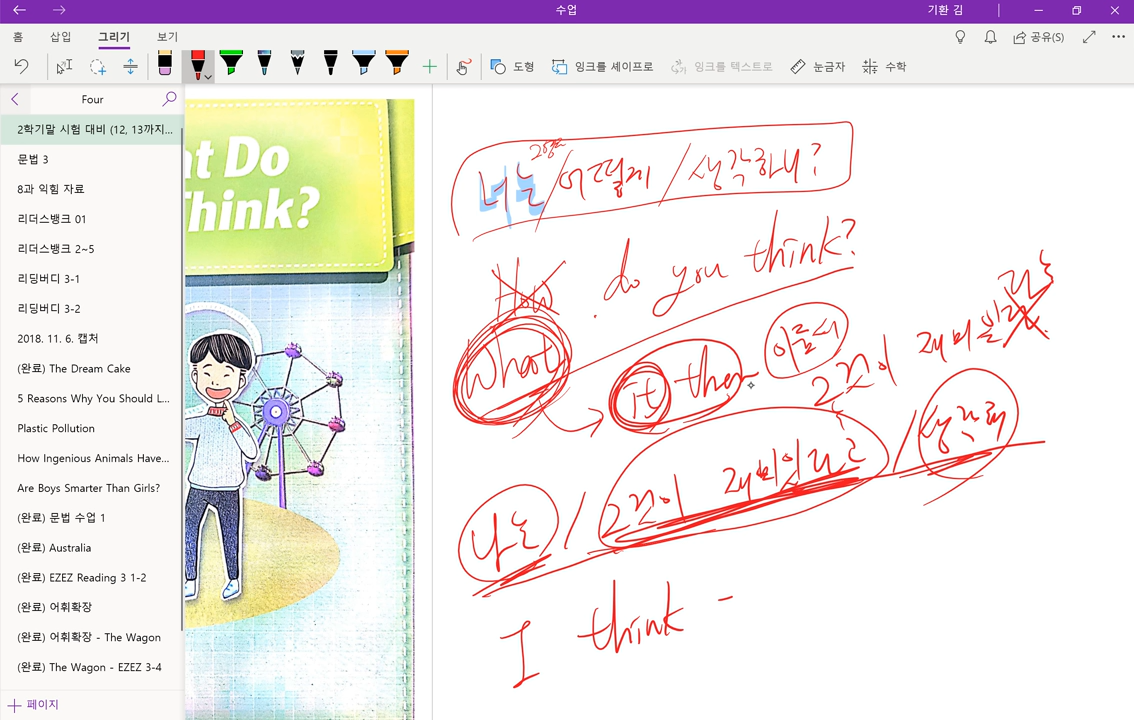 수업
기환 김
홈 삽입 그리기 보기
공유(S)
도형 잉크를 셰이프로 잉크를 텍스트로 눈금자 수학
Four
2학기말 시험 대비 (12, 13까지...
문법 3
8과 익힘 자료
리더스뱅크 01
리더스뱅크 2~5
리딩버디 3-1
리딩버디 3-2
2018. 11. 6. 캡처
(완료) The Dream Cake
5 Reasons Why You Should L...
Plastic Pollution
How Ingenious Animals Have...
Are Boys Smarter Than Girls?
(완료) 문법 수업 1
(완료) Australia
(완료) EZEZ Reading 3 1-2
(완료) 어휘확장
(완료) 어휘확장 - The Wagon
(완료) The Wagon - EZEZ 3-4
페이지
at Do
Think?
너는/어떻게/생각하니?
How do you think?
What
it them 이름씨
그것이 재미있다 라는
나는 / 그것이 재미있다고 / 생각해
I think -